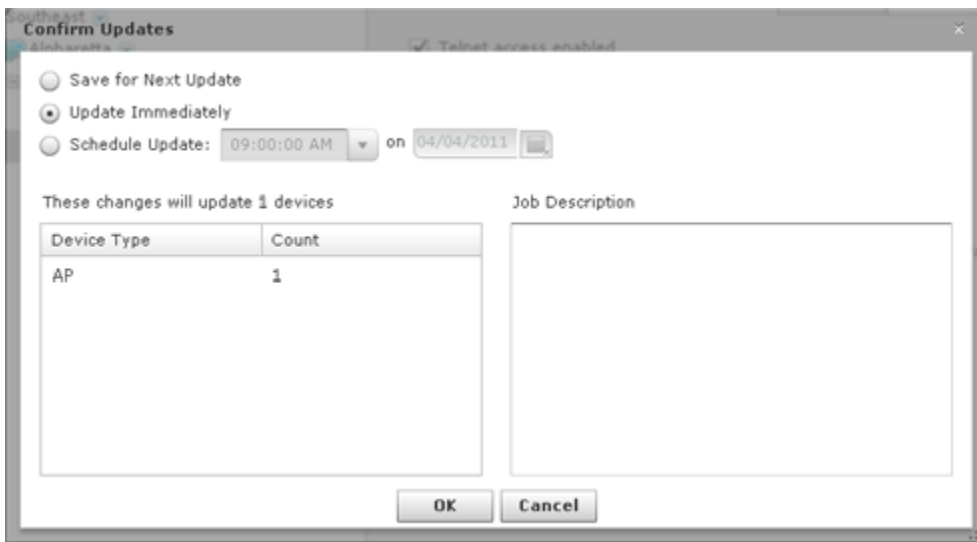 Southeast
Confirm Updates
Alpharetta
Telnet access enabled
Save for Next Update
Update Immediately
Schedule Update: 09:00:00 AM on 04/04/2011
These changes will update 1 devices
Job Description
Device Type Count
AP 1
OK Cancel